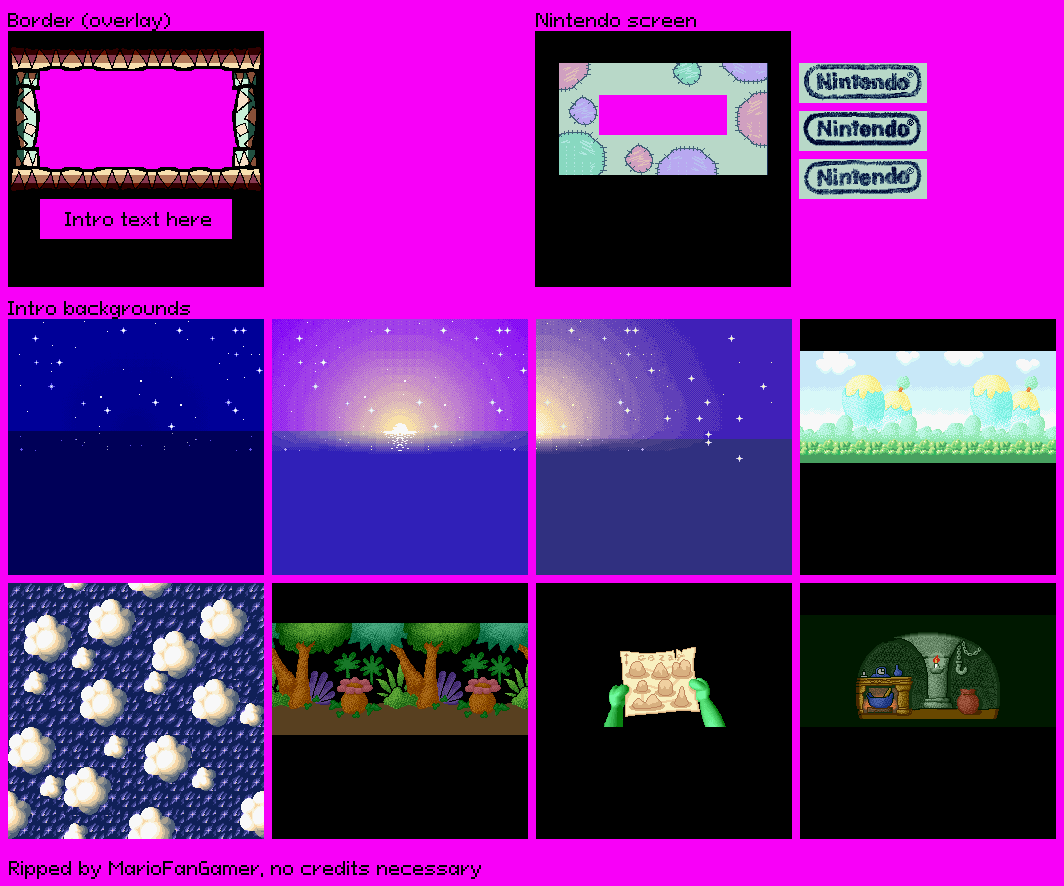 Border (overlay)
Nintendo screen
Nintendo®
Nintendo®
Nintendo
Intro text here
Intro backgrounds
Ripped by MarioFanGamer, no credits necessary